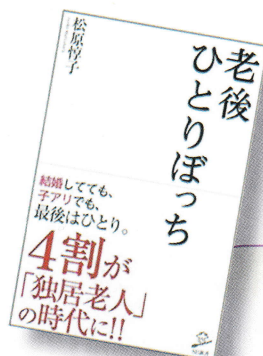 老後
ひとりぼっち
松原惇子
結婚してても、
子アリでも、
最後はひとり。
4割が
「独居老人」
の時代に!!